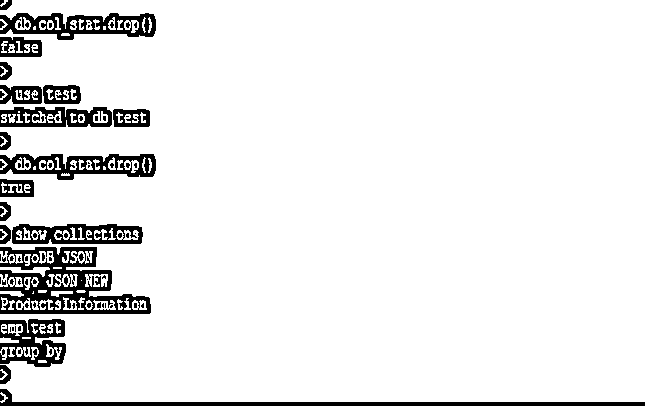 >
> db.col_stat.drop()
false
>
> use test
switched to db test
>
> db.col_stat.drop()
true
>
> show collections
MongoDB_JSON
Mongo_JSON_NEW
ProductsInformation
emp_test
group_by
>
>